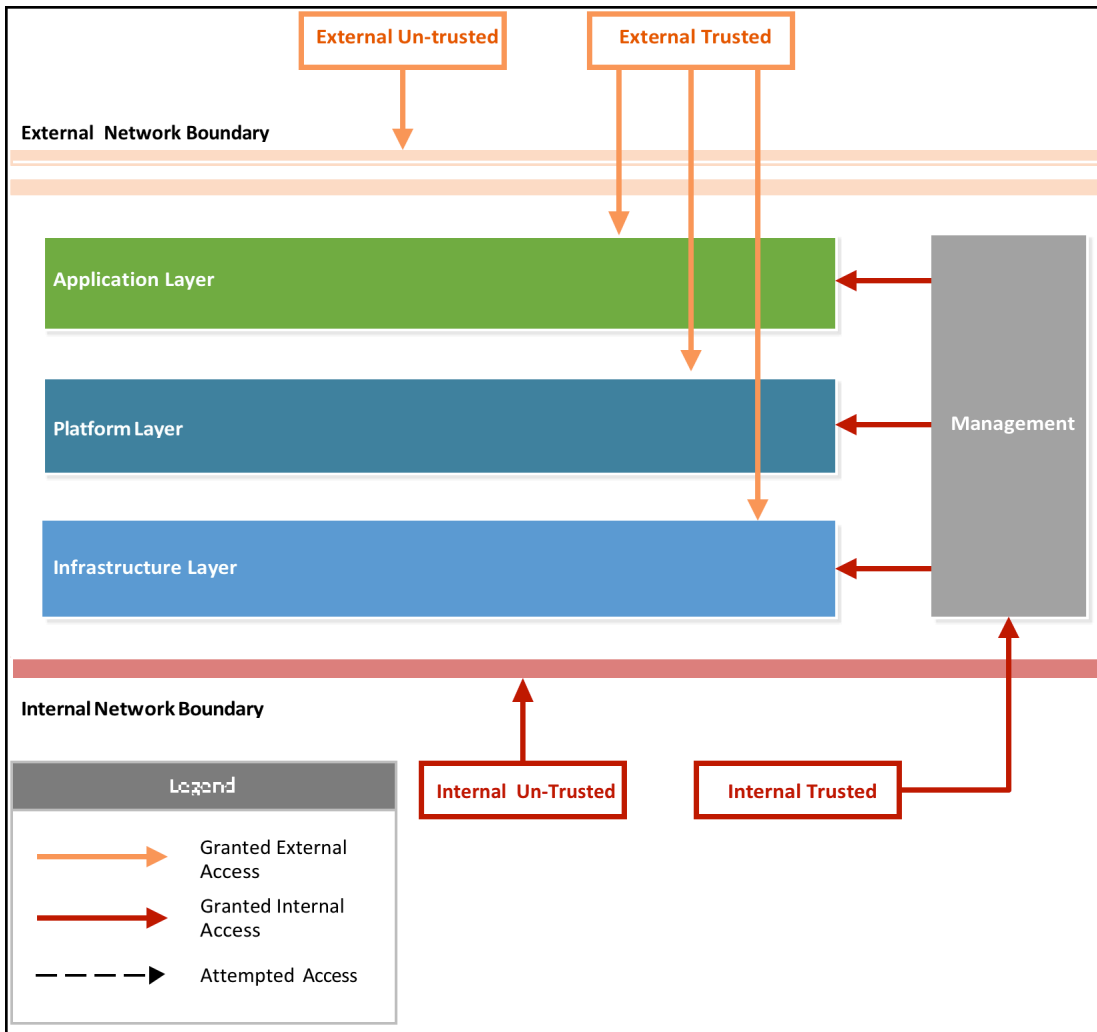 External Un-trusted
External Trusted
External Network Boundary
Application Layer
Platform Layer
Management
Infrastructure Layer
Internal Network Boundary
Internal Un-Trusted
Internal Trusted
Legend
Granted External
Access
Granted Internal
Access
Attempted Access